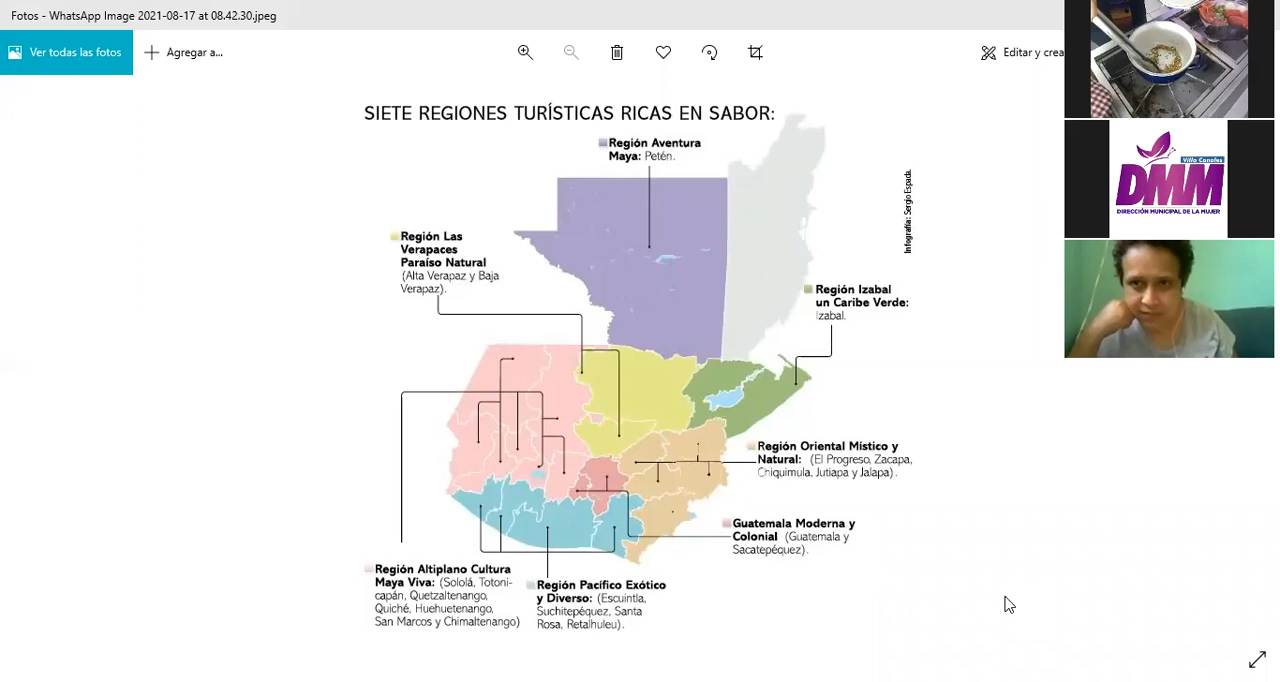 Fotos - WhatsApp Image 2021-08-17 at 08.42.30.jpeg
Ver todas las fotos
Agregar a...
Editar y crea
SIETE REGIONES TURÍSTICAS RICAS EN SABOR:
Región Aventura
Maya: Petén.
Infografía: Sergio Espada.
Región Las
Verapaces
Paraíso Natural
(Alta Verapaz y Baja
Verapaz).
Región Izabal
un Caribe Verde:
Izabal.
Región Oriental Místico y
Natural: (El Progreso, Zacapa,
Chiquimula, Jutiapa y Jalapa).
Guatemala Moderna y
Colonial (Guatemala y
Sacatepéquez).
Región Altiplano Cultura
Maya Viva: (Sololá, Totoni-
capán, Quetzaltenango,
Quiché, Huehuetenango,
San Marcos y Chimaltenango)
Región Pacífico Exótico
y Diverso: (Escuintla,
Suchitepéquez, Santa
Rosa, Retalhuleu).
Villa Canales
DMM
DIRECCIÓN MUNICIPAL DE LA MUJER